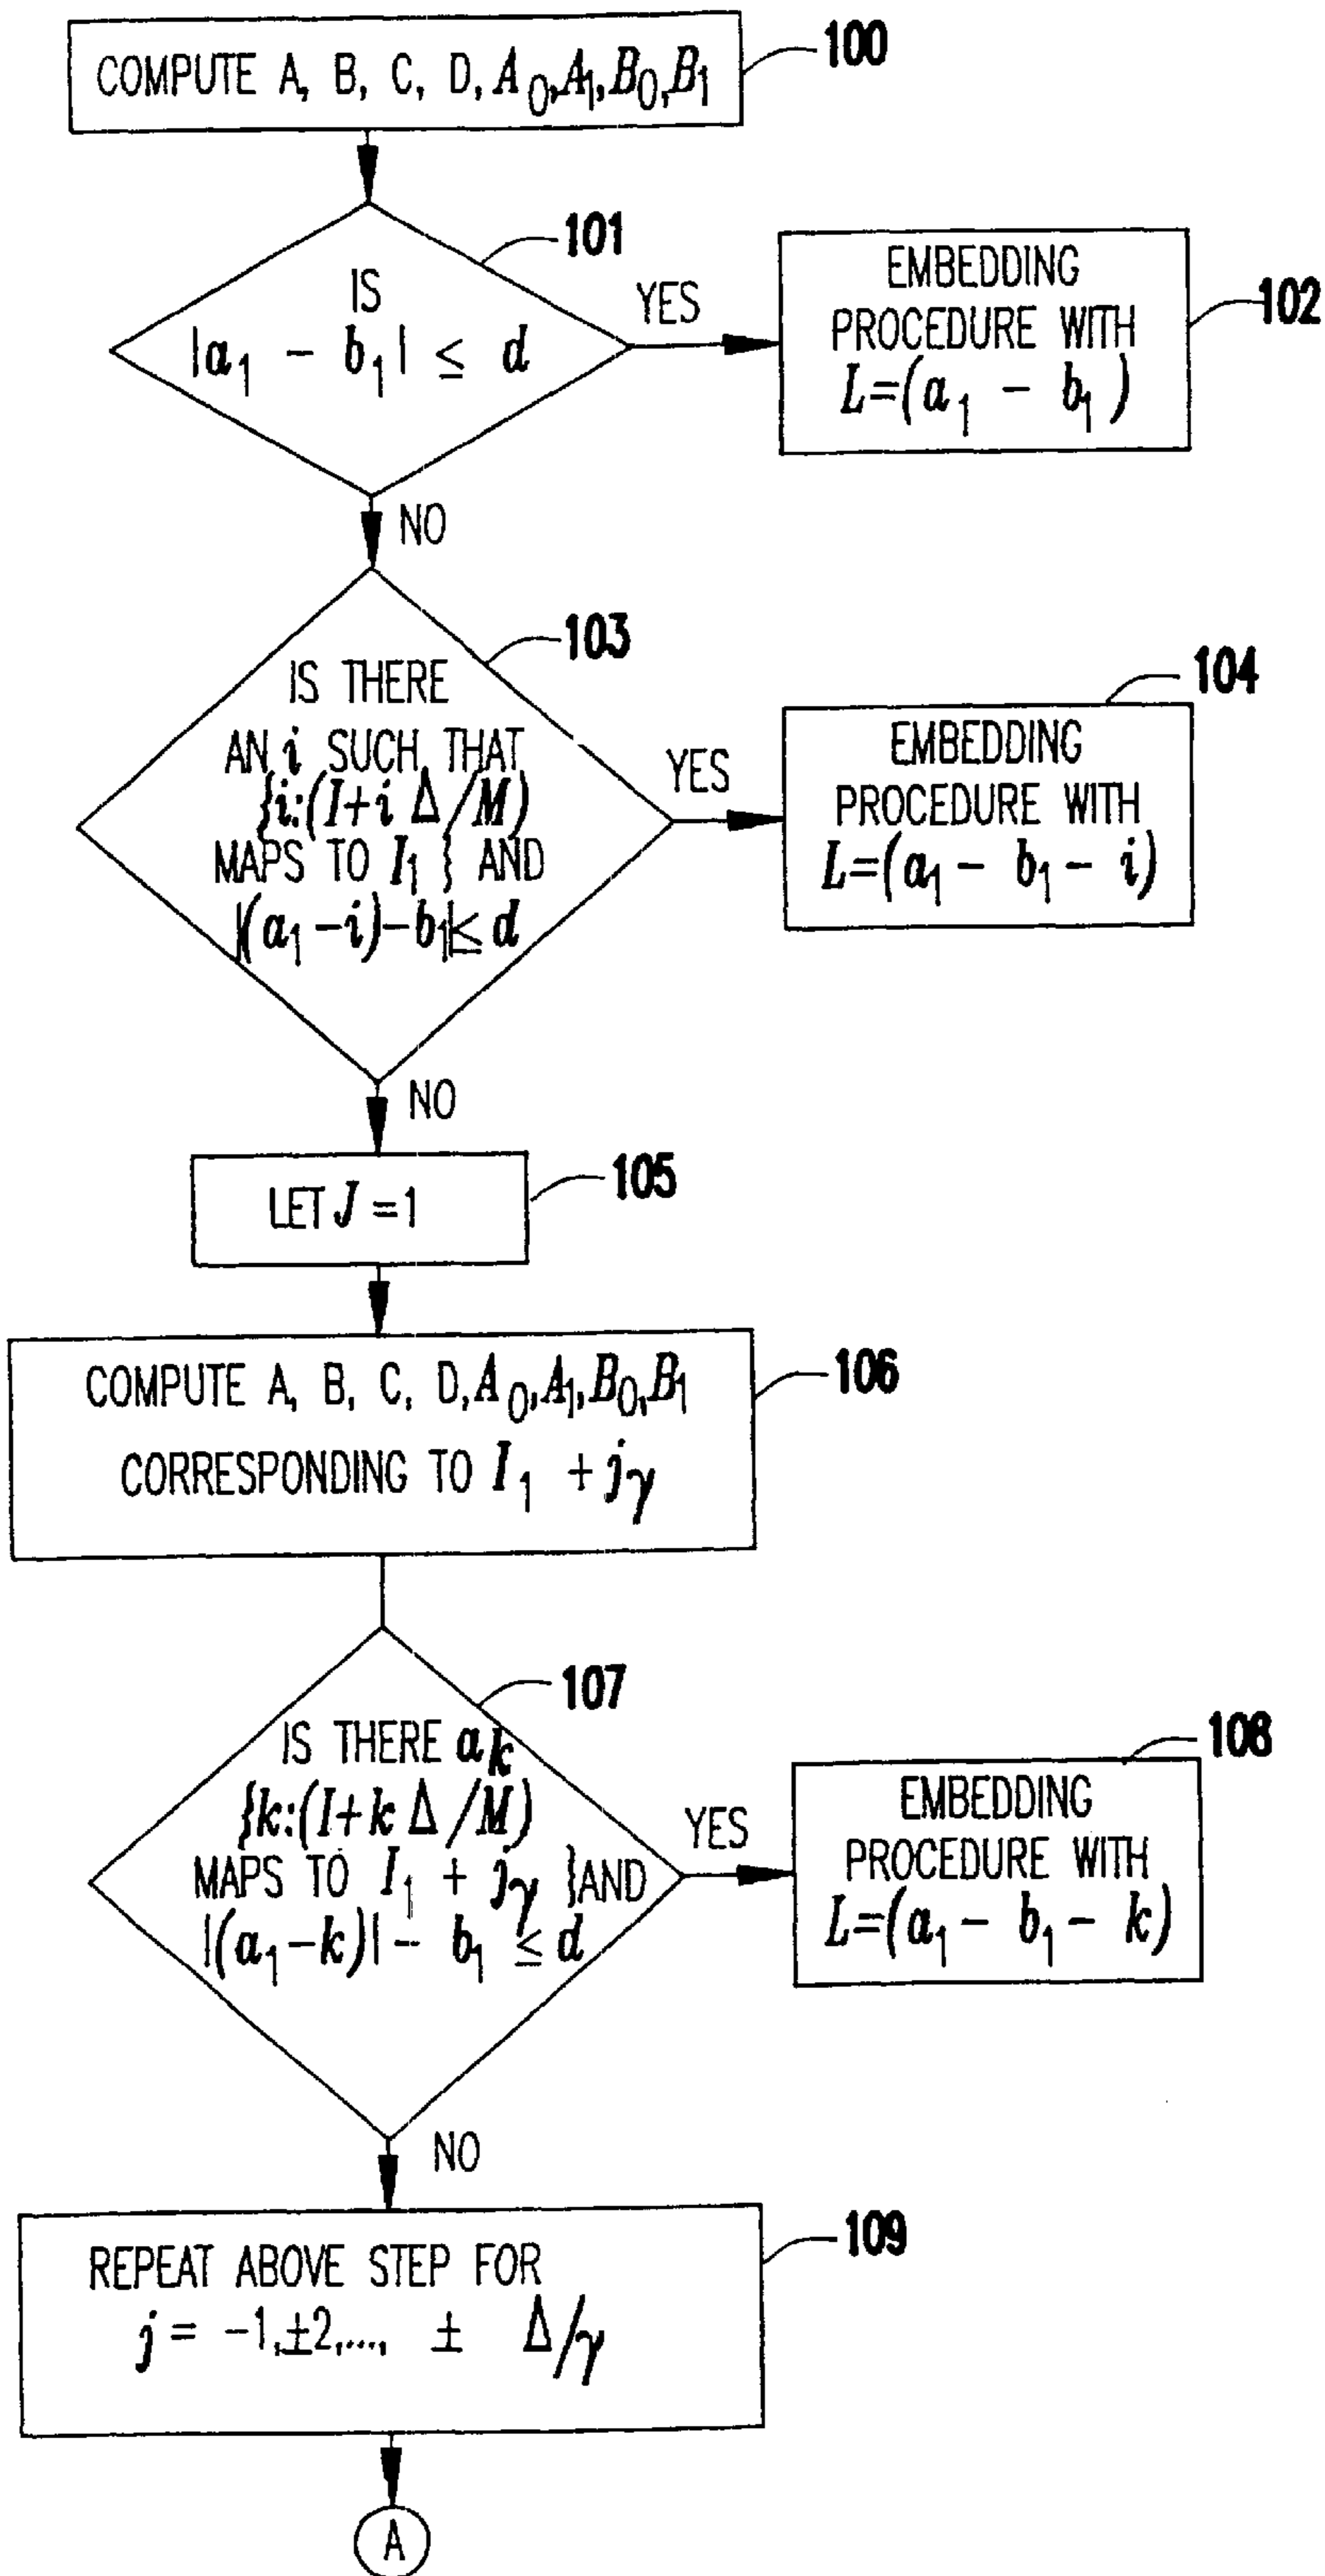 COMPUTE A, B, C, D, A₀, A₁, B₀, B₁
100
101
IS
|a₁ - b₁| ≤ d
YES
EMBEDDING
PROCEDURE WITH
L=(a₁ - b₁)
102
NO
103
IS THERE
AN i SUCH THAT
{i:(I+i Δ/M)
MAPS TO I₁ } AND
|(a₁-i)-b₁|≤ d
YES
104
EMBEDDING
PROCEDURE WITH
L=(a₁ - b₁ - i)
NO
LET J = 1
105
COMPUTE A, B, C, D, A₀, A₁, B₀, B₁
CORRESPONDING TO I₁ + jγ
106
107
IS THERE a k
{k:(I+k Δ/M)
MAPS TO I₁ + jγ }AND
|(a₁-k)| - b₁ ≤ d
YES
108
EMBEDDING
PROCEDURE WITH
L=(a₁ - b₁ - k)
NO
109
REPEAT ABOVE STEP FOR
j = -1,±2,..., ± Δ/γ
A